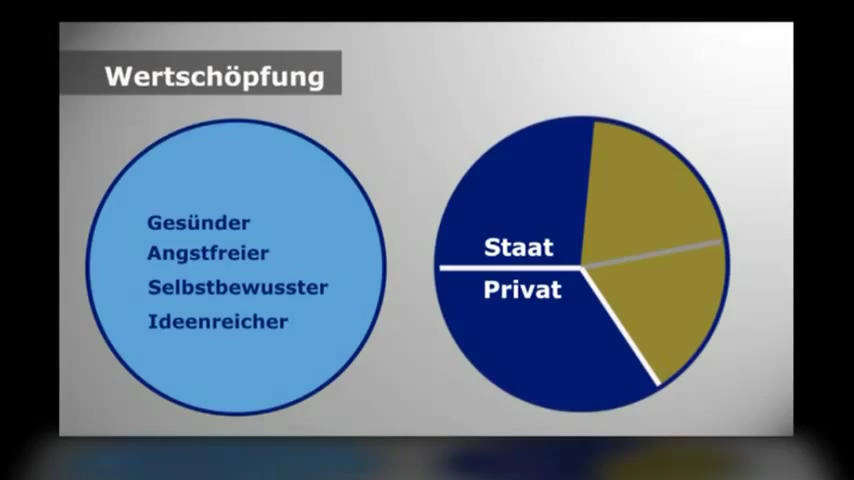 Wertschöpfung
Gesünder
Angstfreier
Selbstbewusster
Ideenreicher
Staat
Privat